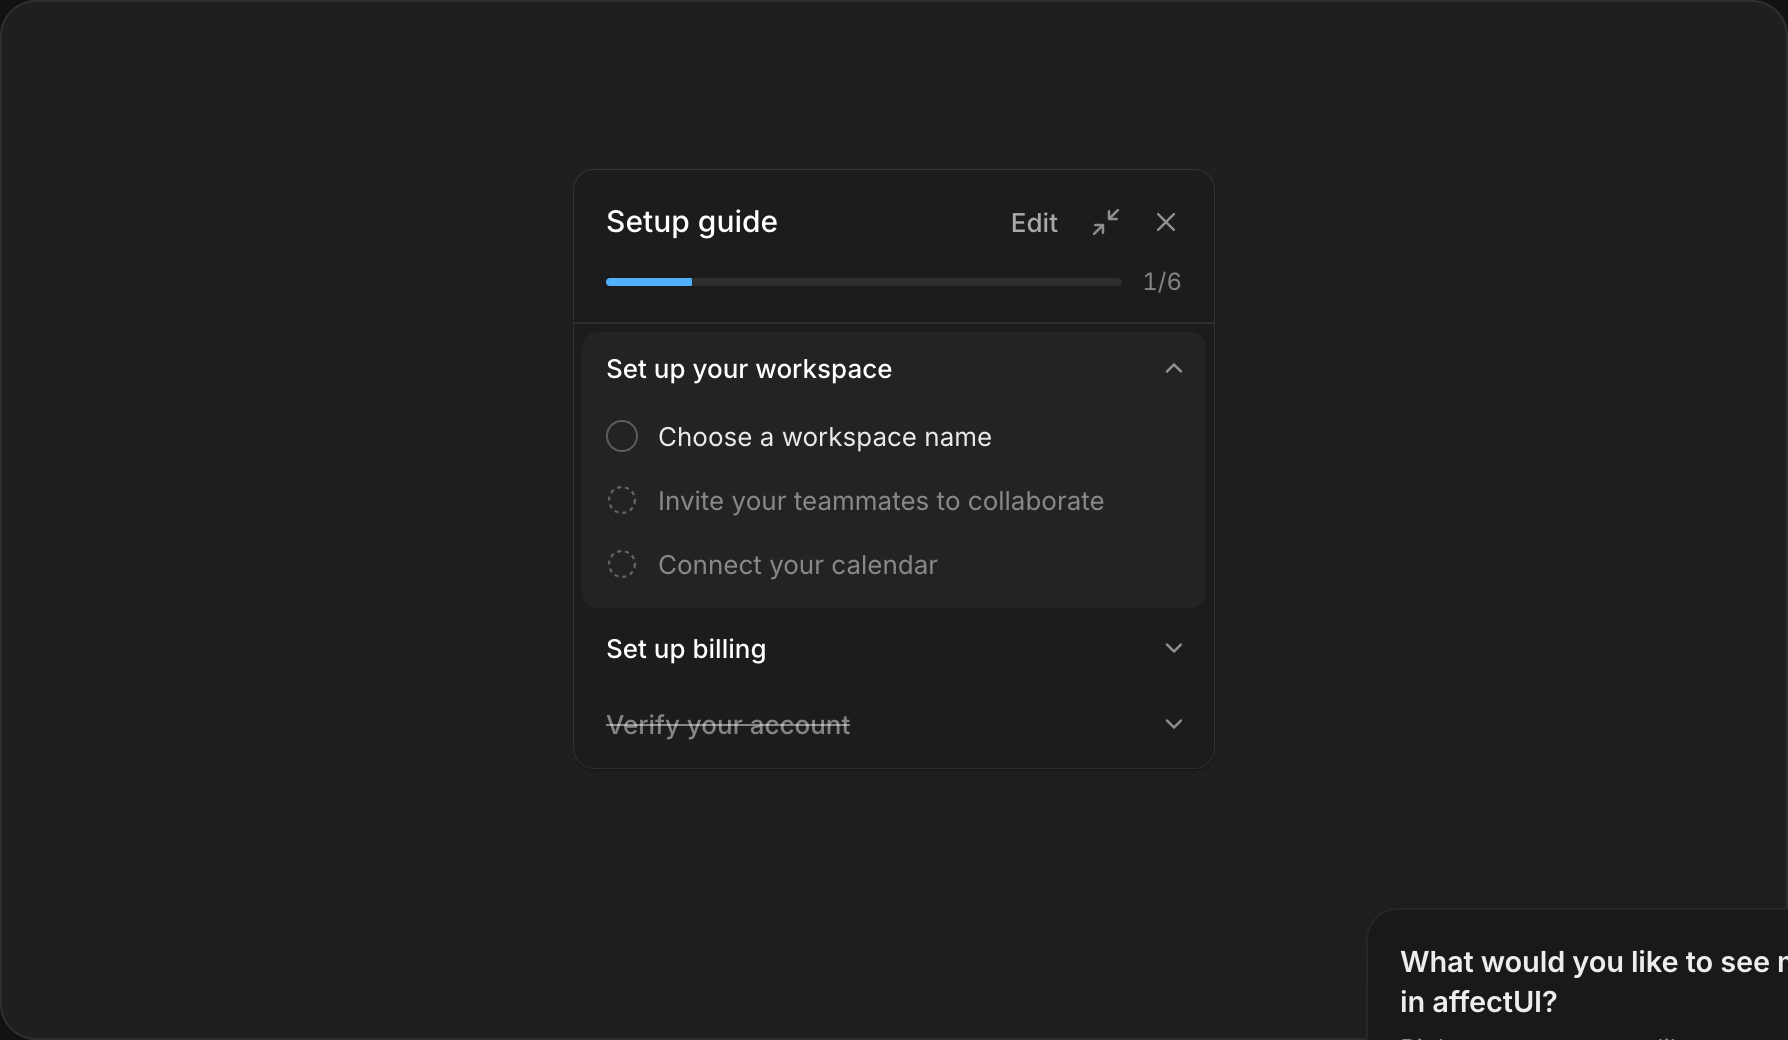 Setup guide
Edit
1/6
Set up your workspace
Choose a workspace name
Invite your teammates to collaborate
Connect your calendar
Set up billing
Verify your account
What would you like to see
in affectUI?